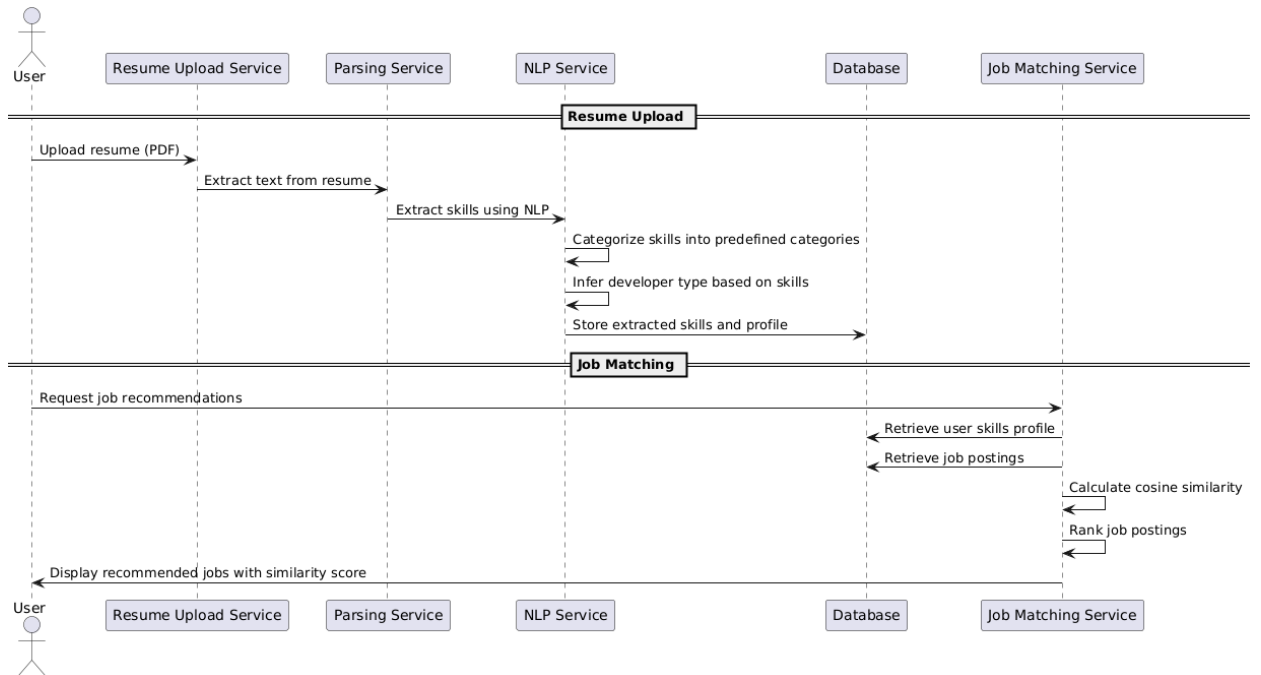 User
Resume Upload Service
Parsing Service
NLP Service
Database
Job Matching Service
Resume Upload
Upload resume (PDF)
Extract text from resume
Extract skills using NLP
Categorize skills into predefined categories
Infer developer type based on skills
Store extracted skills and profile
Job Matching
Request job recommendations
Retrieve user skills profile
Retrieve job postings
Calculate cosine similarity
Rank job postings
Display recommended jobs with similarity score
User
Resume Upload Service
Parsing Service
NLP Service
Database
Job Matching Service